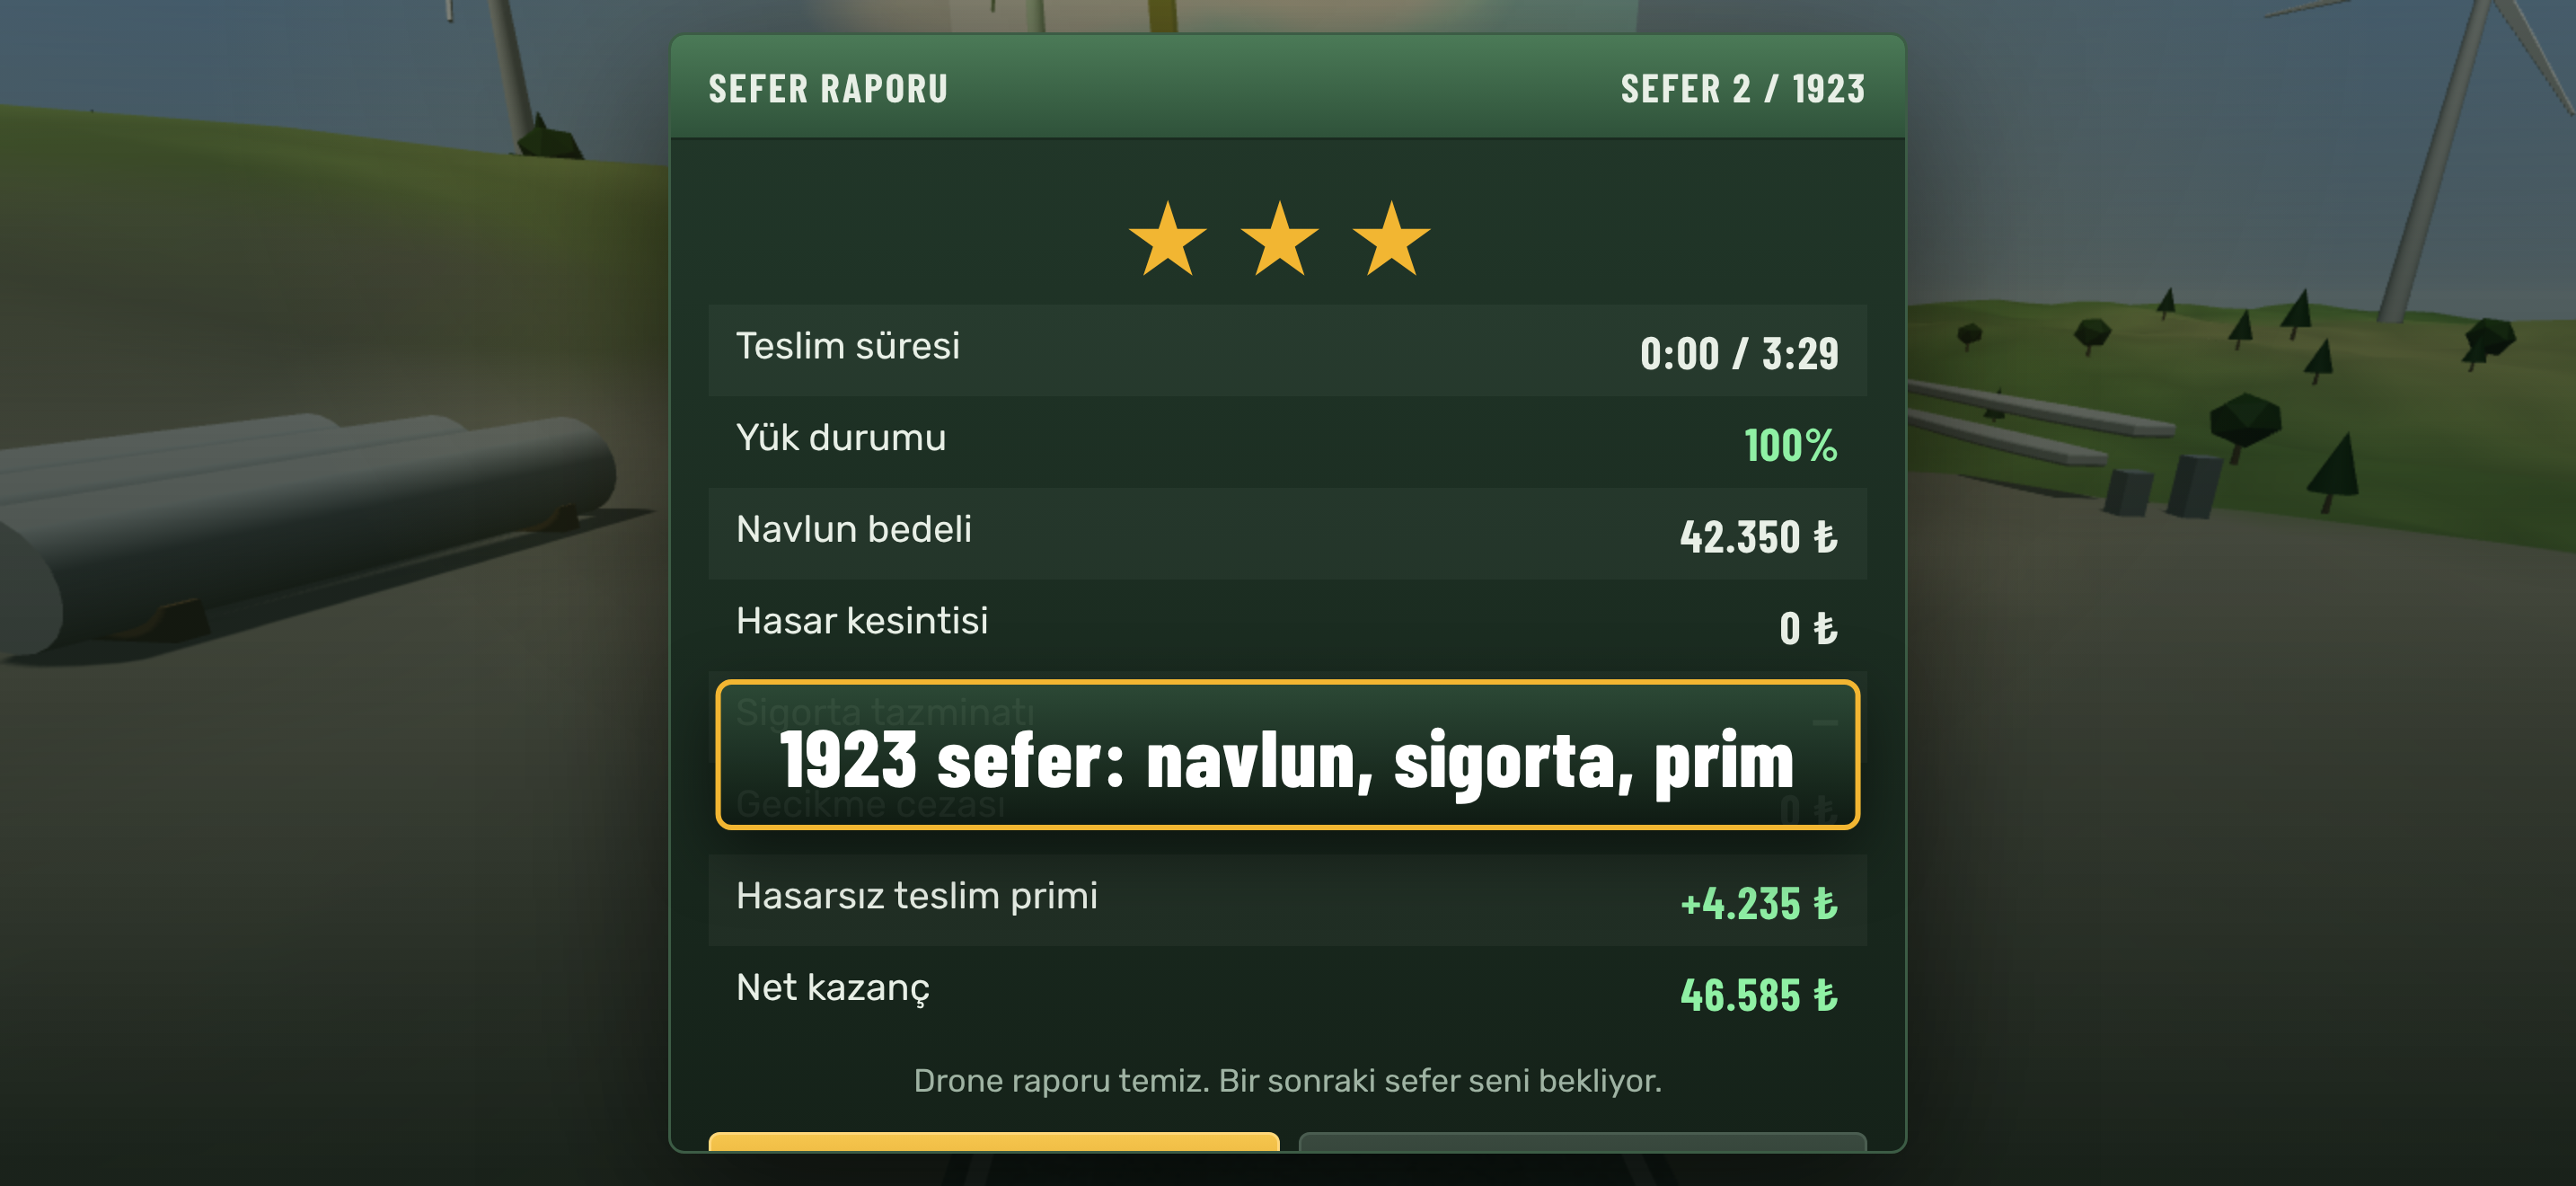 SEFER RAPORU
SEFER 2 / 1923
Teslim süresi 0:00 / 3:29
Yük durumu 100%
Navlun bedeli 42.350 ₺
Hasar kesintisi 0 ₺
Sigorta tazminatı —
1923 sefer: navlun, sigorta, prim
Gecikme cezası 0 ₺
Hasarsız teslim primi +4.235 ₺
Net kazanç 46.585 ₺
Drone raporu temiz. Bir sonraki sefer seni bekliyor.